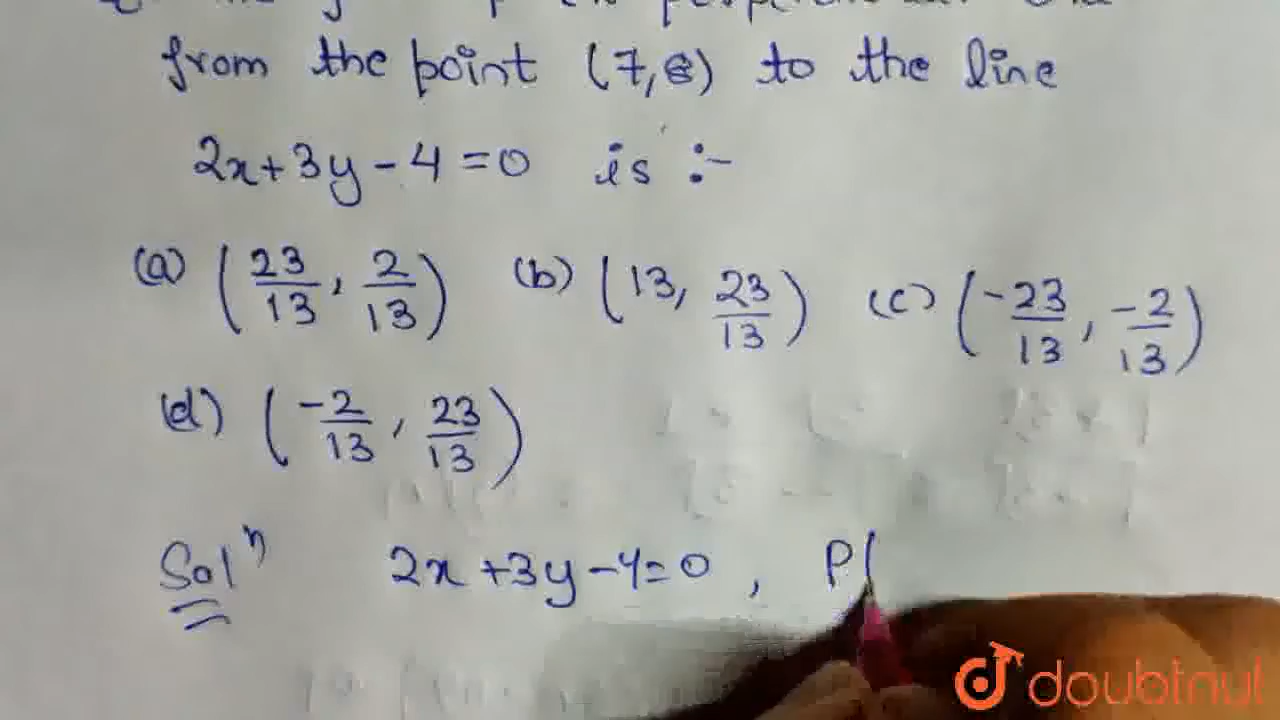 from the point (7,8) to the line
2x+3y-4=0 is :-
(a) (23/13, 2/13) (b) (13, 23/13) (c) (-23/13, -2/13)
(d) (-2/13, 23/13)
Solⁿ 2x+3y-4=0, P(
doubtnut